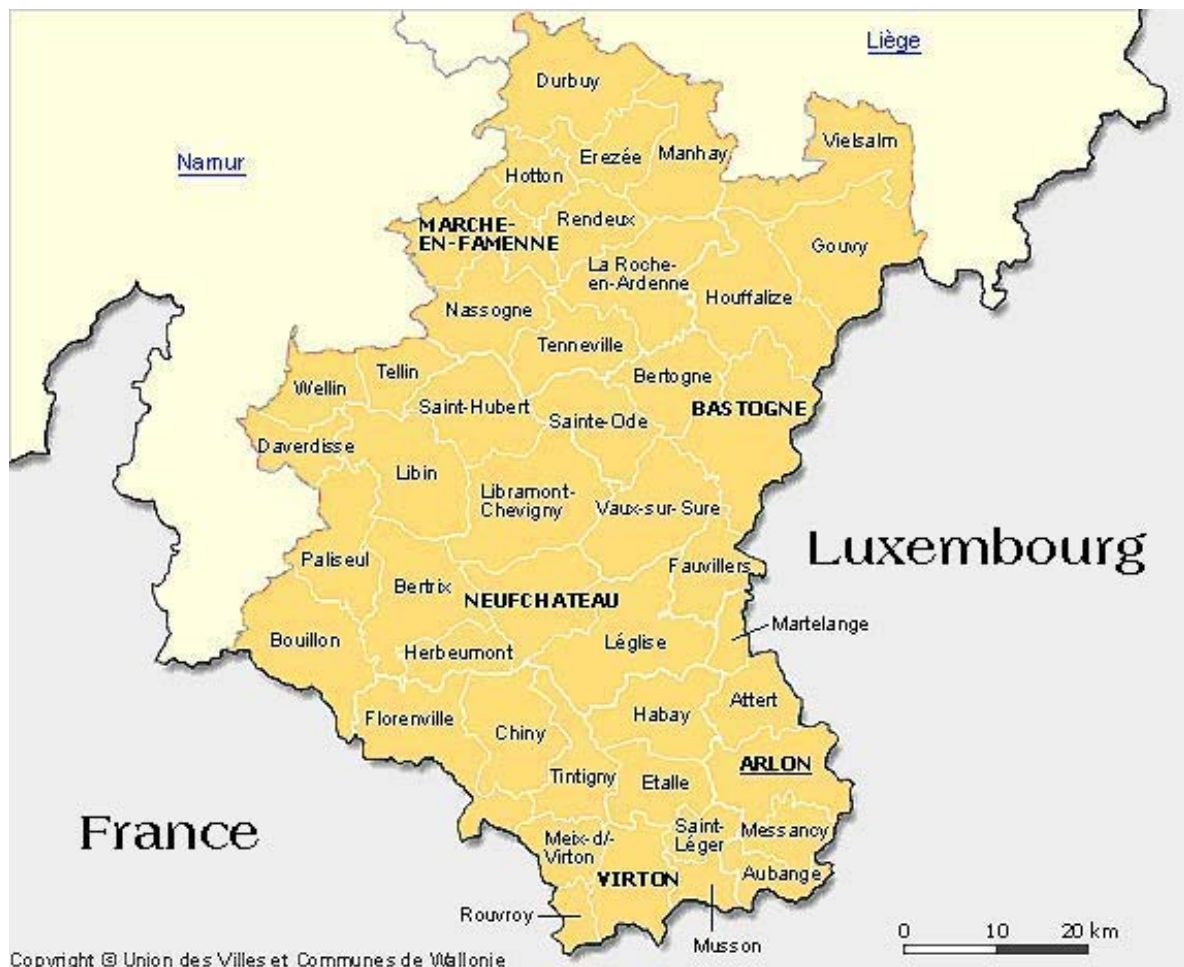 Liège
Durbuy
Vielsalm
Namur
Erezée
Manhay
Hotton
MARCHE-
EN-FAMENNE
Rendeux
Gouvy
La Roche-
en-Ardenne
Houffalize
Nassogne
Tenneville
Tellin
Bertogne
Wellin
Saint-Hubert
BASTOGNE
Sainte-Ode
Daverdisse
Libin
Libramont-
Chevigny
Vaux-sur-Sure
Luxembourg
Paliseul
Fauvillers
Bertrix
NEUFCHATEAU
Martelange
Bouillon
Léglise
Herbeumont
Attert
Florenville
Habay
Chiny
ARLON
Tintigny
Etalle
France
Saint-
Léger
Messancy
Meix-d/-
Virton
Aubange
VIRTON
Rouvroy
Musson
0 10 20 km
Copyright © Union des Villes et Communes de Wallonie